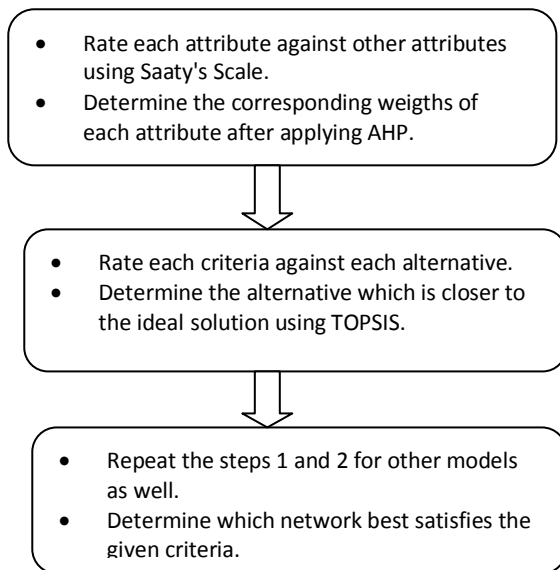 • Rate each attribute against other attributes
using Saaty's Scale.
• Determine the corresponding weigths of
each attribute after applying AHP.
• Rate each criteria against each alternative.
• Determine the alternative which is closer to
the ideal solution using TOPSIS.
• Repeat the steps 1 and 2 for other models
as well.
• Determine which network best satisfies the
given criteria.